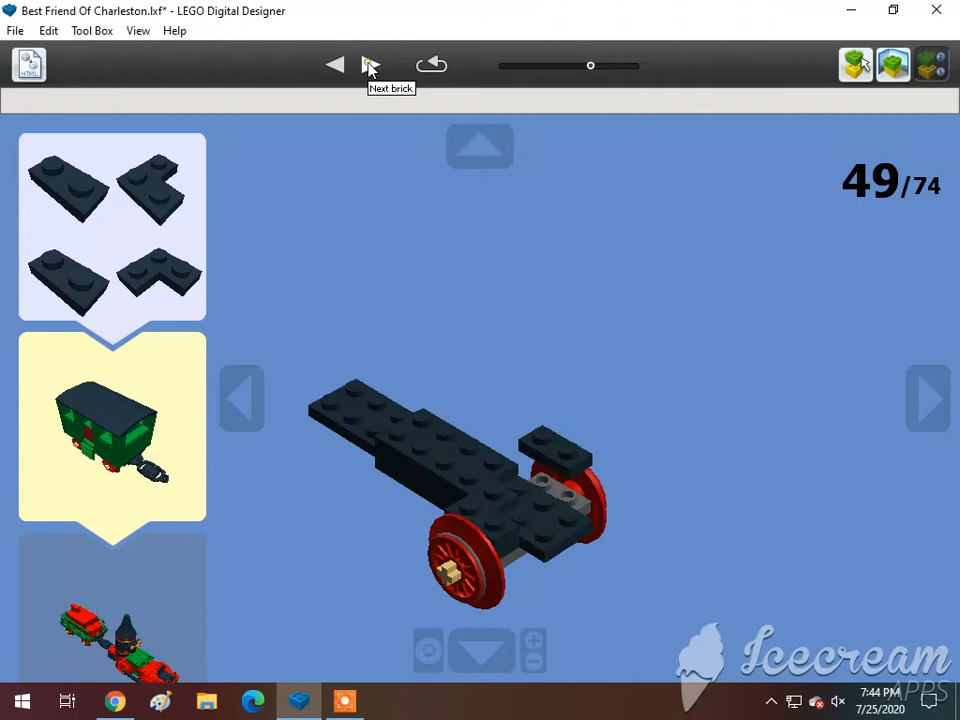 Best Friend Of Charleston.lxf* - LEGO Digital Designer
File Edit Tool Box View Help
HTML
Next brick
49/74
Icecream
APPS
7:44 PM
7/25/2020